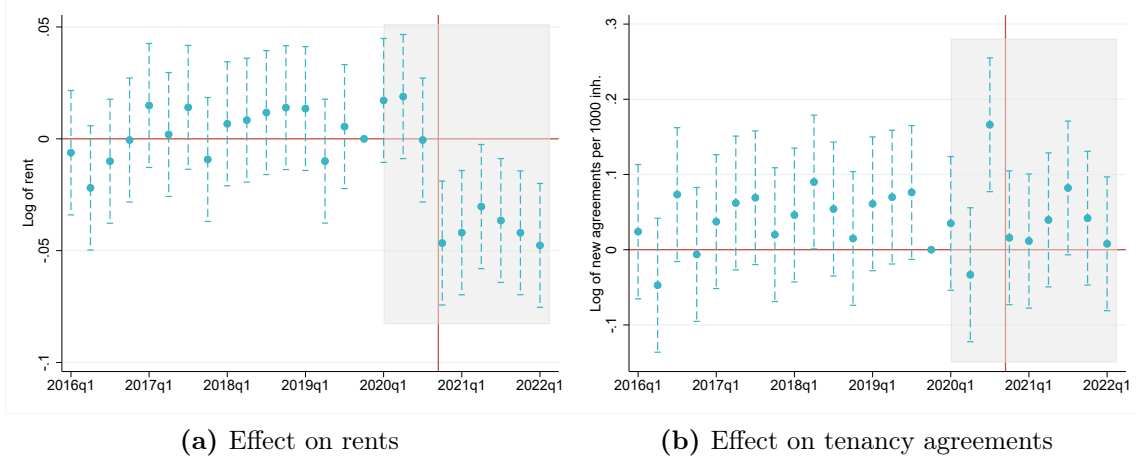 .05
0
-.05
-.1
Log of rent
2016q1 2017q1 2018q1 2019q1 2020q1 2021q1 2022q1
(a) Effect on rents
.3
.2
.1
0
-.1
Log of new agreements per 1000 inh.
2016q1 2017q1 2018q1 2019q1 2020q1 2021q1 2022q1
(b) Effect on tenancy agreements